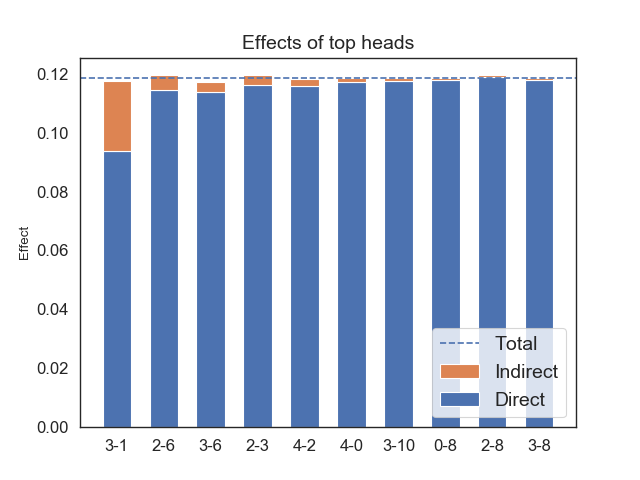 Effects of top heads
0.12
0.10
0.08
0.06
0.04
0.02
0.00
Effect
Total
Indirect
Direct
3-1 2-6 3-6 2-3 4-2 4-0 3-10 0-8 2-8 3-8